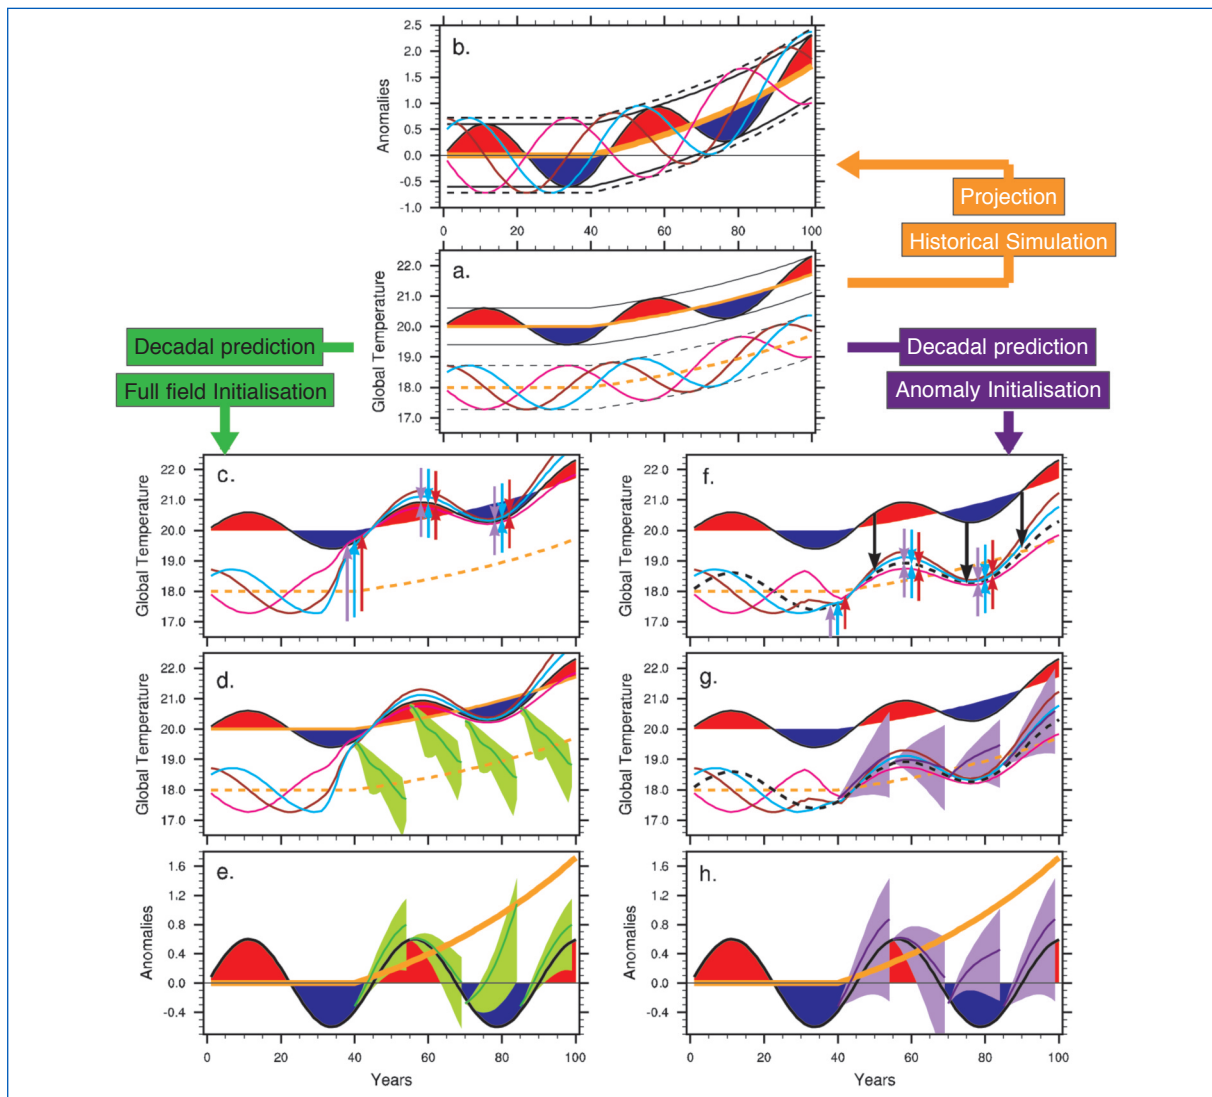 b.
Anomalies
2.5
2.0
1.5
1.0
0.5
0.0
-0.5
-1.0
0 20 40 60 80 100
Projection
Historical Simulation
a.
Global Temperature
22.0
21.0
20.0
19.0
18.0
17.0
Decadal prediction
Full field Initialisation
Decadal prediction
Anomaly Initialisation
c.
Global Temperature
22.0
21.0
20.0
19.0
18.0
17.0
f.
Global Temperature
22.0
21.0
20.0
19.0
18.0
17.0
d.
Global Temperature
22.0
21.0
20.0
19.0
18.0
17.0
g.
Global Temperature
22.0
21.0
20.0
19.0
18.0
17.0
e.
Anomalies
1.6
1.2
0.8
0.4
0.0
-0.4
0 20 40 60 80 100
Years
h.
Anomalies
1.6
1.2
0.8
0.4
0.0
-0.4
0 20 40 60 80 100
Years